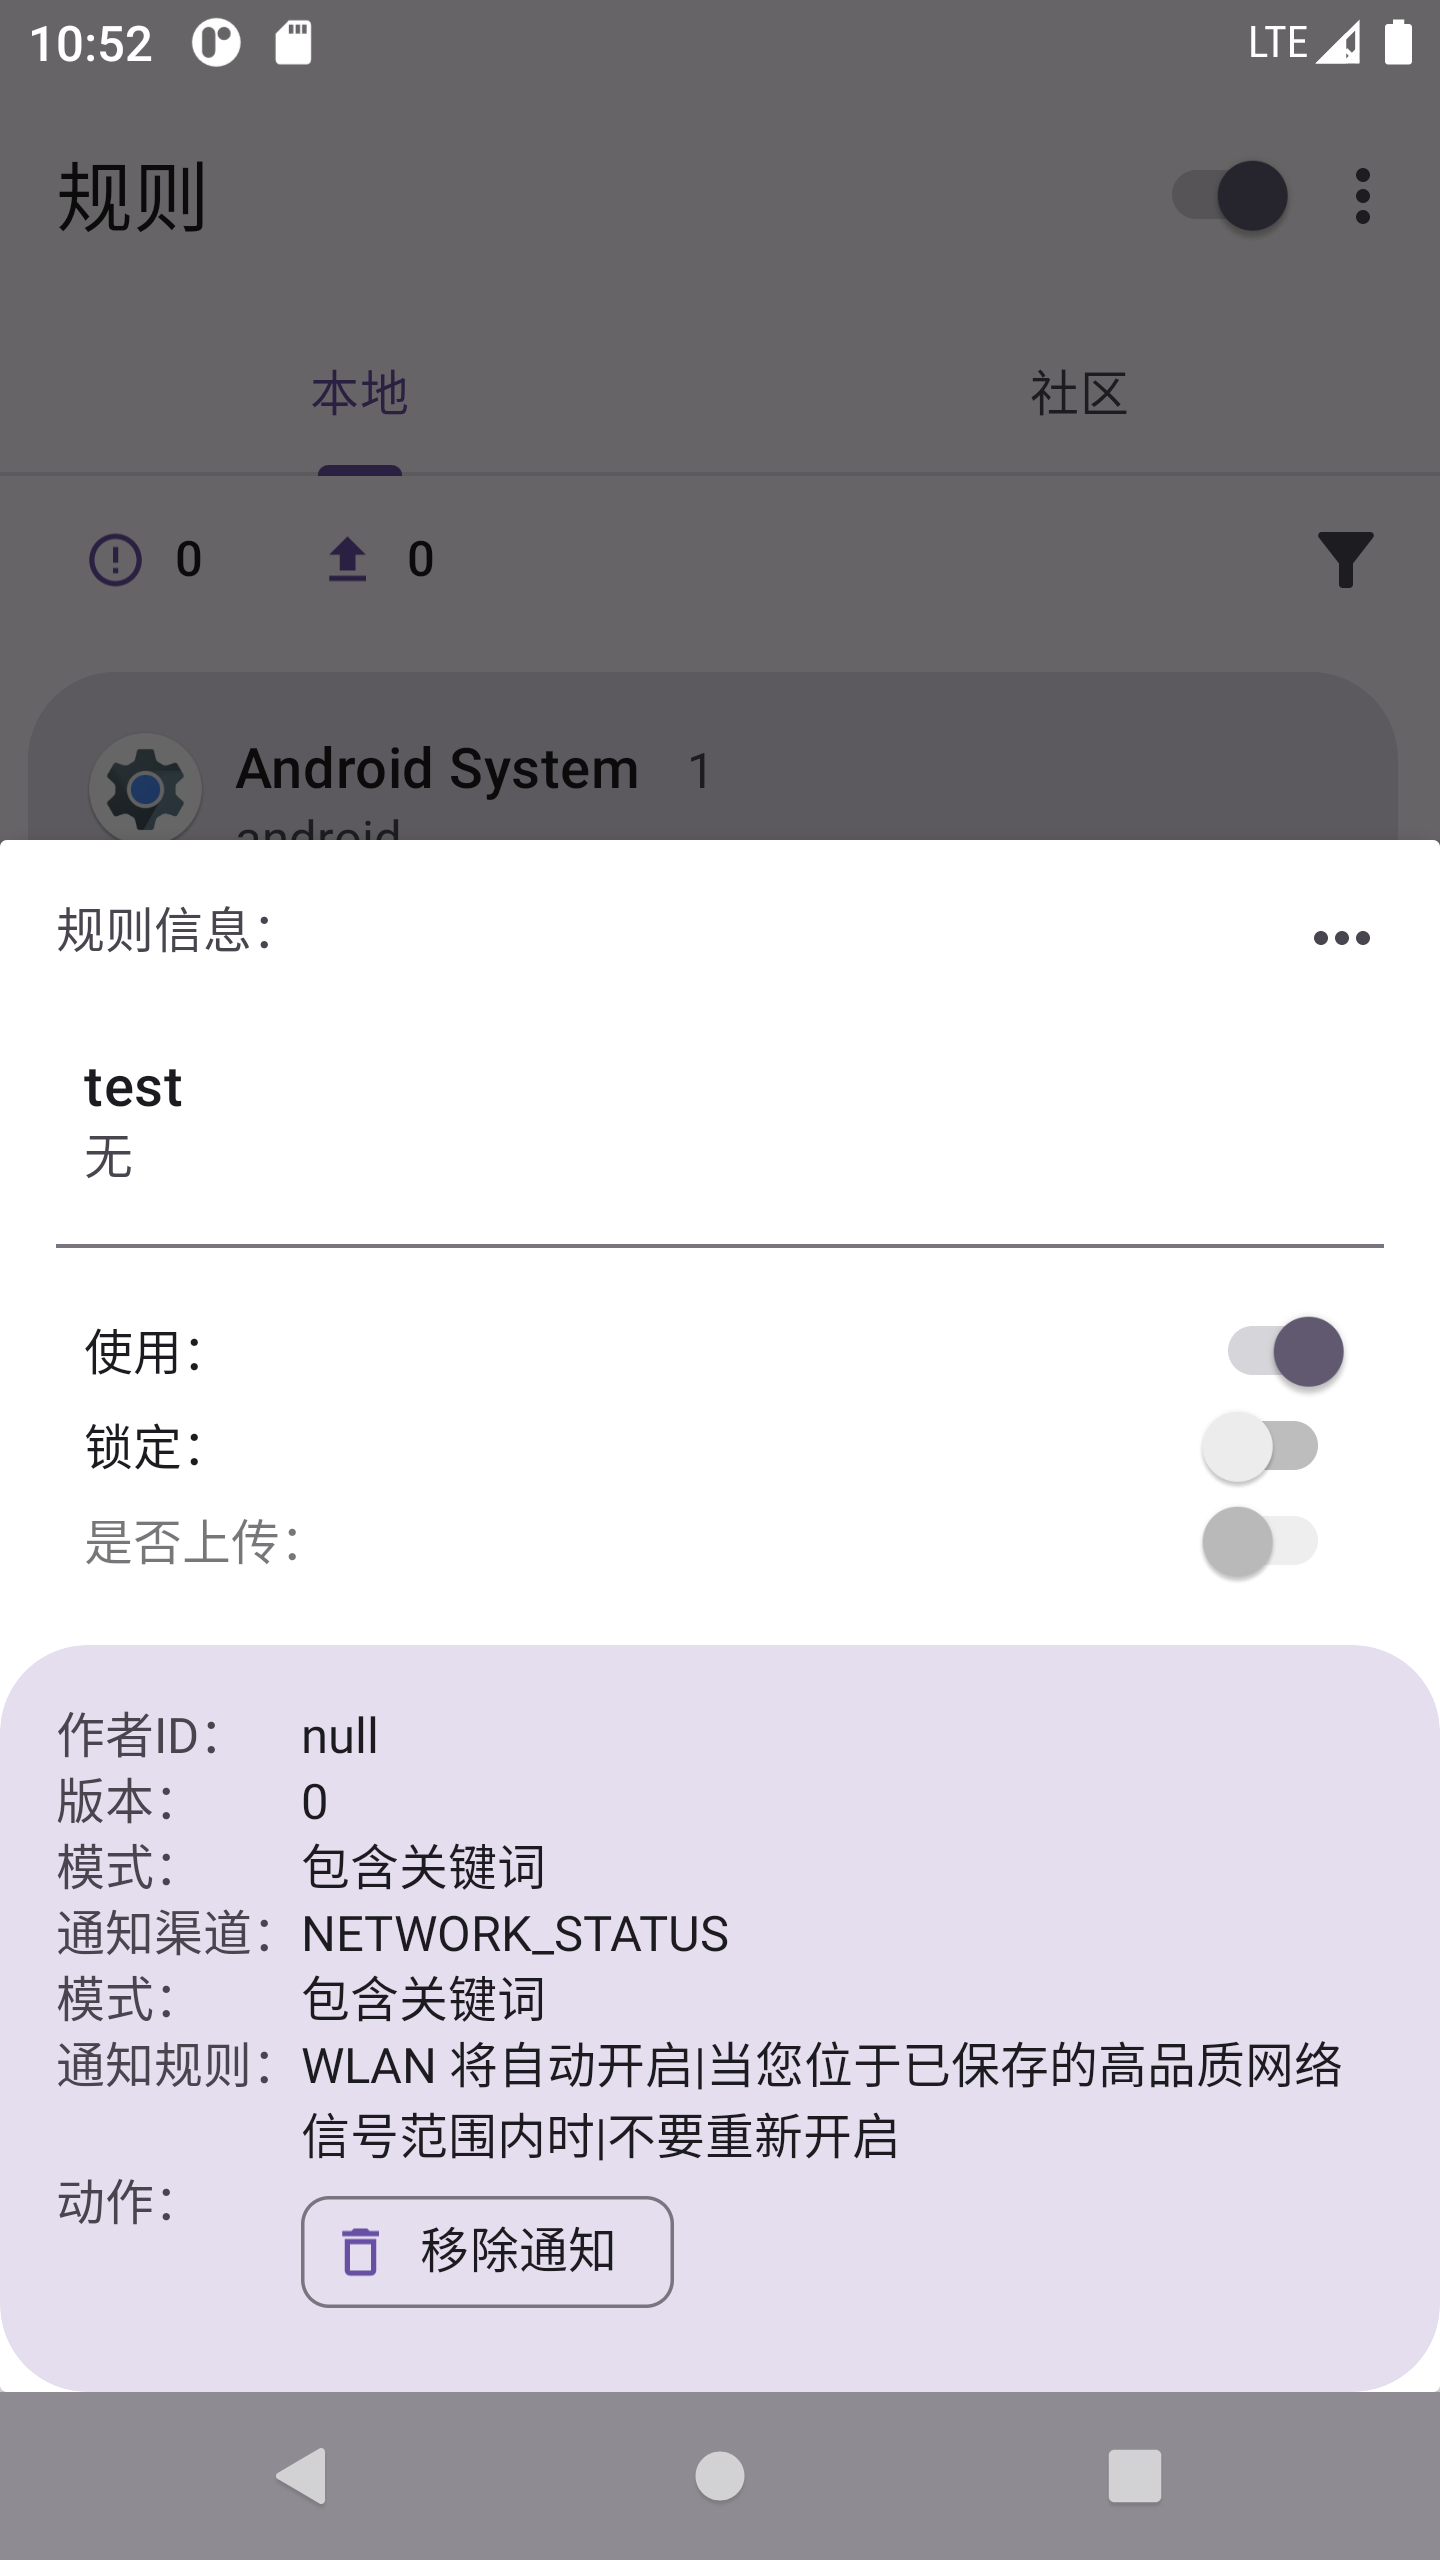 10:52 LTE
规则
本地 社区
0 0
Android System 1
android
规则信息：
test
无
使用：
锁定：
是否上传：
作者ID： null
版本： 0
模式： 包含关键词
通知渠道： NETWORK_STATUS
模式： 包含关键词
通知规则： WLAN 将自动开启|当您位于已保存的高品质网络
信号范围内时|不要重新开启
动作：
移除通知